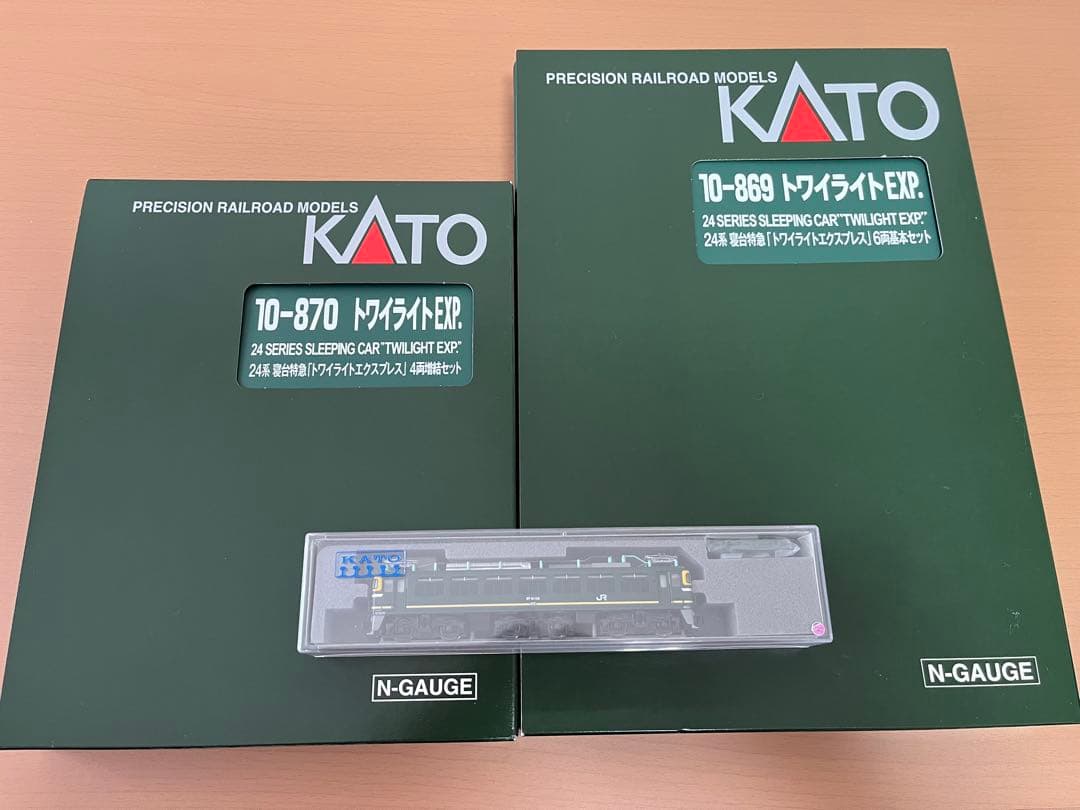 PRECISION RAILROAD MODELS
KATO
10-870 トワイライトEXP.
24 SERIES SLEEPING CAR "TWILIGHT EXP."
24系 寝台特急「トワイライトエクスプレス」 4両増結セット
N-GAUGE
PRECISION RAILROAD MODELS
KATO
10-869 トワイライトEXP.
24 SERIES SLEEPING CAR "TWILIGHT EXP."
24系 寝台特急「トワイライトエクスプレス」 6両基本セット
N-GAUGE
KATO
JR